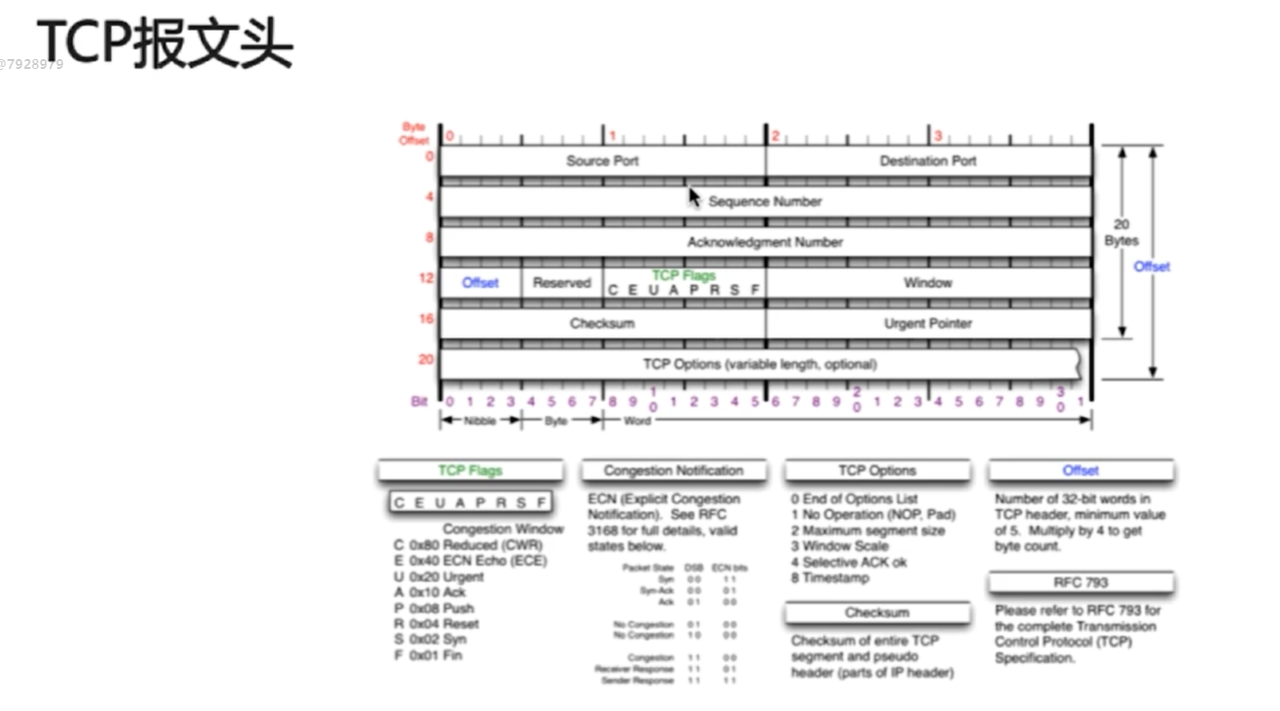 TCP报文头
@7928979
Byte Offset 0 1 2 3
0 Source Port Destination Port
4 Sequence Number
8 Acknowledgment Number
12 Offset Reserved TCP Flags C E U A P R S F Window
16 Checksum Urgent Pointer
20 TCP Options (variable length, optional)
20 Bytes
Offset
Bit 0 1 2 3 4 5 6 7 8 9 10 1 2 3 4 5 6 7 8 9 20 1 2 3 4 5 6 7 8 9 30 1
Nibble Byte Word
TCP Flags
C E U A P R S F
Congestion Window
C 0x80 Reduced (CWR)
E 0x40 ECN Echo (ECE)
U 0x20 Urgent
A 0x10 Ack
P 0x08 Push
R 0x04 Reset
S 0x02 Syn
F 0x01 Fin
Congestion Notification
ECN (Explicit Congestion
Notification). See RFC
3168 for full details, valid
states below.
Packet State DSB ECN bits
Syn 0 0 1 1
Syn-Ack 0 0 0 1
Ack 0 1 0 0
No Congestion 0 1 0 0
No Congestion 1 0 0 0
Congestion 1 1 0 0
Receiver Response 1 1 0 1
Sender Response 1 1 1 1
TCP Options
0 End of Options List
1 No Operation (NOP, Pad)
2 Maximum segment size
3 Window Scale
4 Selective ACK ok
8 Timestamp
Checksum
Checksum of entire TCP
segment and pseudo
header (parts of IP header)
Offset
Number of 32-bit words in
TCP header, minimum value
of 5. Multiply by 4 to get
byte count.
RFC 793
Please refer to RFC 793 for
the complete Transmission
Control Protocol (TCP)
Specification.